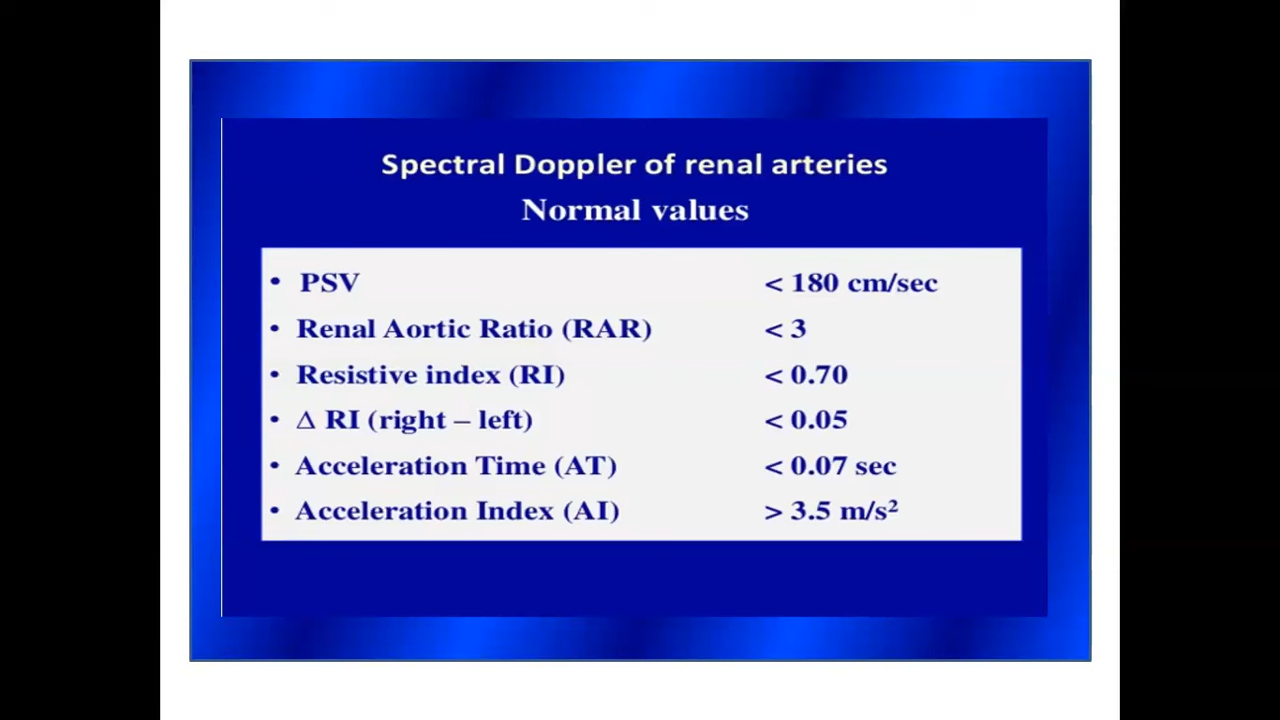 Spectral Doppler of renal arteries
Normal values
• PSV < 180 cm/sec
• Renal Aortic Ratio (RAR) < 3
• Resistive index (RI) < 0.70
• Δ RI (right – left) < 0.05
• Acceleration Time (AT) < 0.07 sec
• Acceleration Index (AI) > 3.5 m/s²